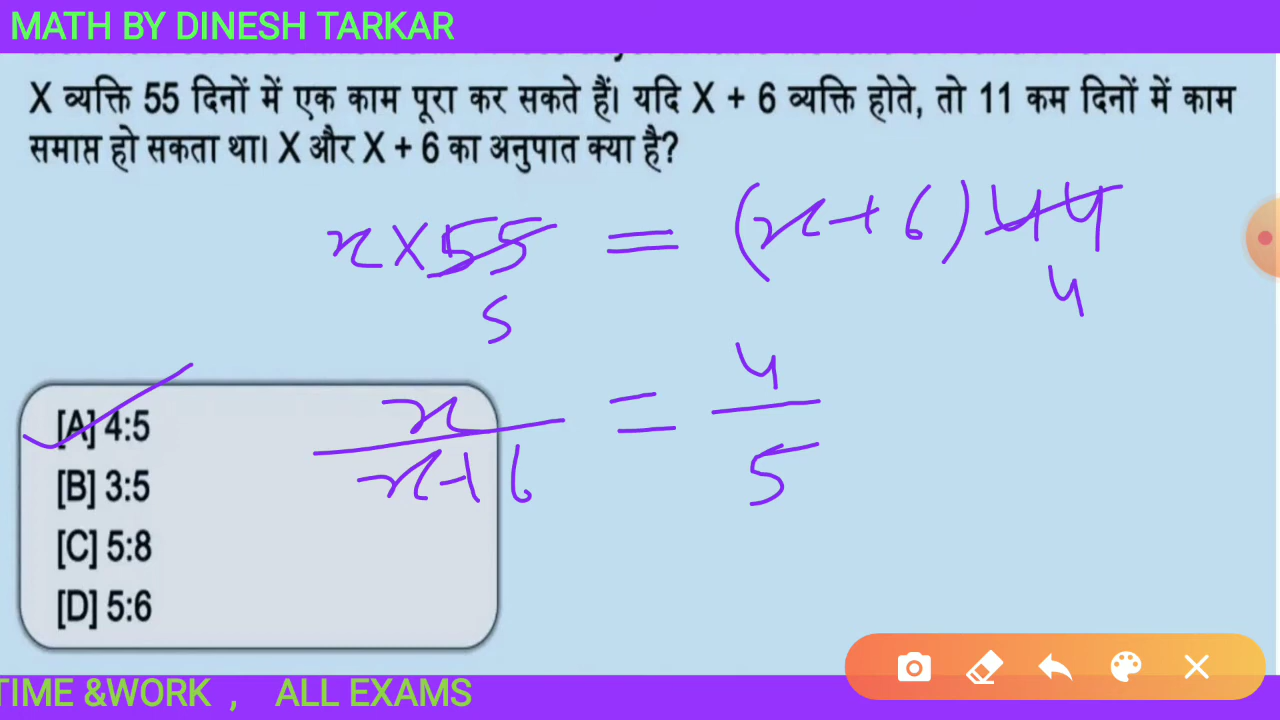 MATH BY DINESH TARKAR
X व्यक्ति 55 दिनों में एक काम पूरा कर सकते हैं। यदि X + 6 व्यक्ति होते, तो 11 कम दिनों में काम
समाप्त हो सकता था। X और X + 6 का अनुपात क्या है?
x × 55 = (x + 6) 44
5 4
x/x+6 = 4/5
[A] 4:5
[B] 3:5
[C] 5:8
[D] 5:6
TIME &WORK , ALL EXAMS